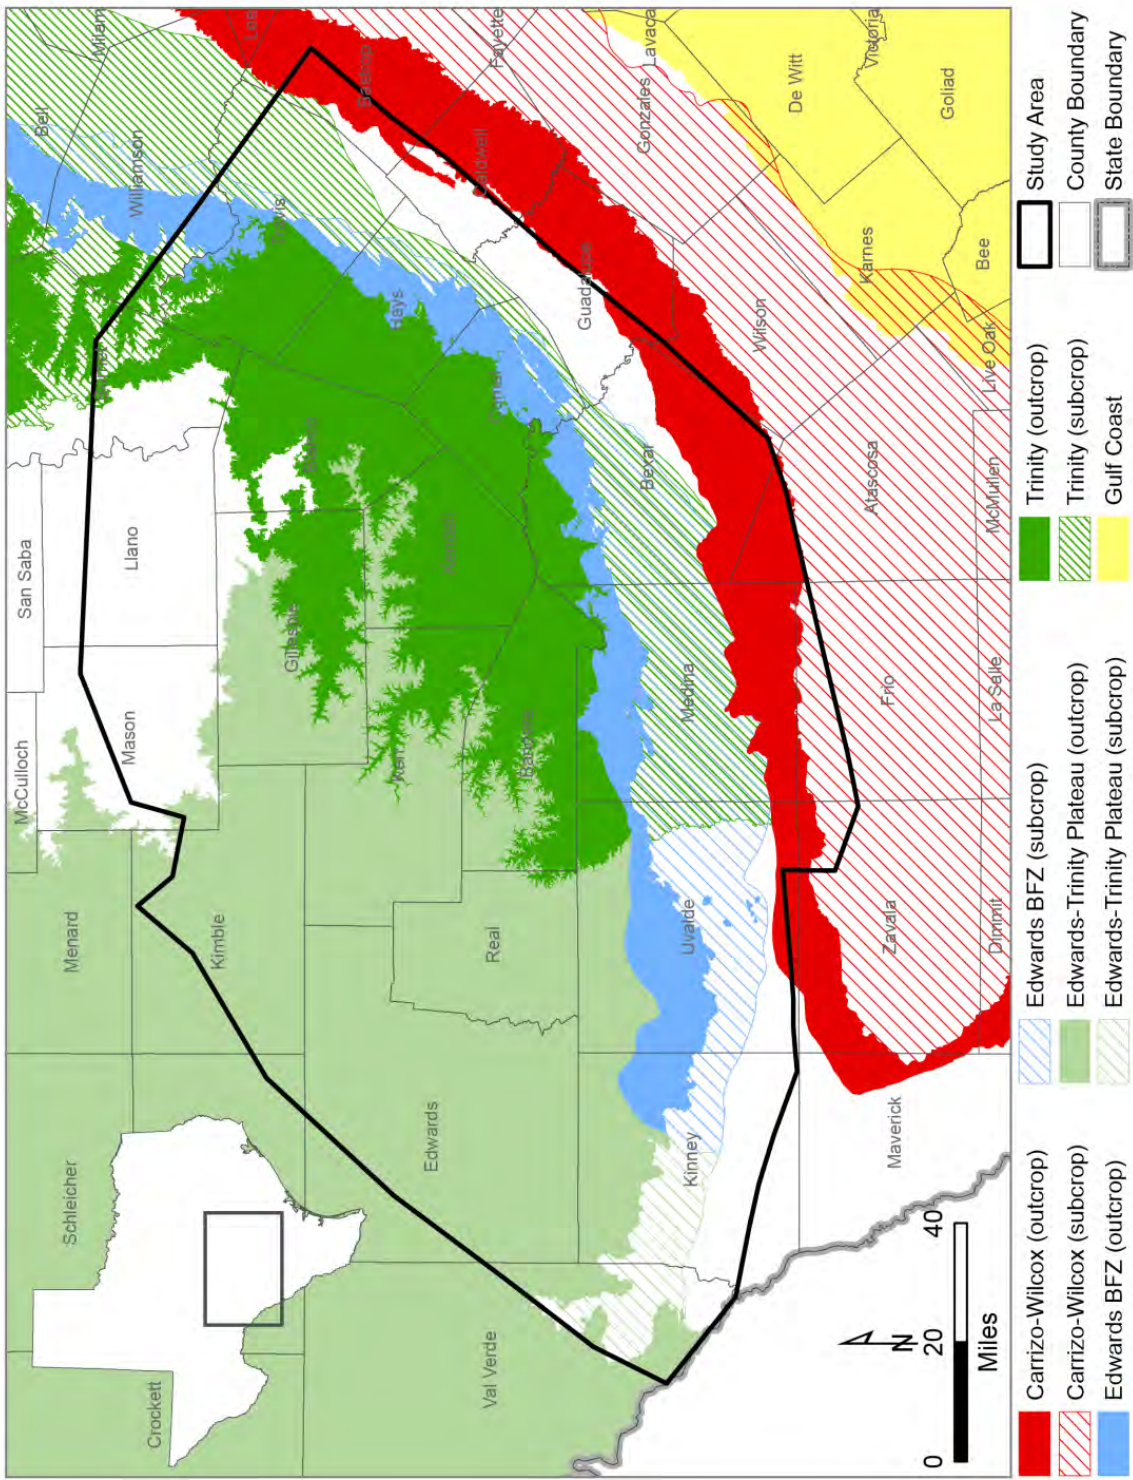 Schleicher
Menard
McCulloch
San Saba
Bell
Milam
Crockett
Mason
Llano
Burnet
Williamson
Lee
Kimble
Gillespie
Blanco
Travis
Bastrop
Val Verde
Edwards
Real
Kerr
Kendall
Hays
Caldwell
Fayette
Bandera
Comal
Guadalupe
Gonzales
Lavaca
Kinney
Uvalde
Medina
Bexar
Wilson
De Witt
Victoria
Maverick
Zavala
Frio
Atascosa
Karnes
Goliad
Dimmit
La Salle
McMullen
Live Oak
Bee
N
0 20 40
Miles
Carrizo-Wilcox (outcrop)
Carrizo-Wilcox (subcrop)
Edwards BFZ (outcrop)
Edwards BFZ (subcrop)
Edwards-Trinity Plateau (outcrop)
Edwards-Trinity Plateau (subcrop)
Trinity (outcrop)
Trinity (subcrop)
Gulf Coast
Study Area
County Boundary
State Boundary